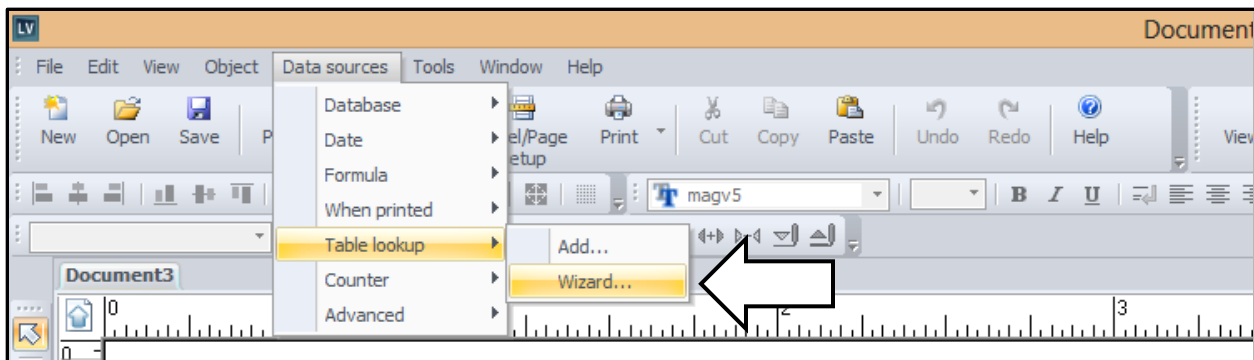 LV Document
File Edit View Object Data sources Tools Window Help
Database
Date
Formula
When printed
Table lookup
Counter
Advanced
Add...
Wizard...
New Open Save P el/Page Print Cut Copy Paste Undo Redo Help View
etup
magv5 B I U
Document3
0 2 3
0